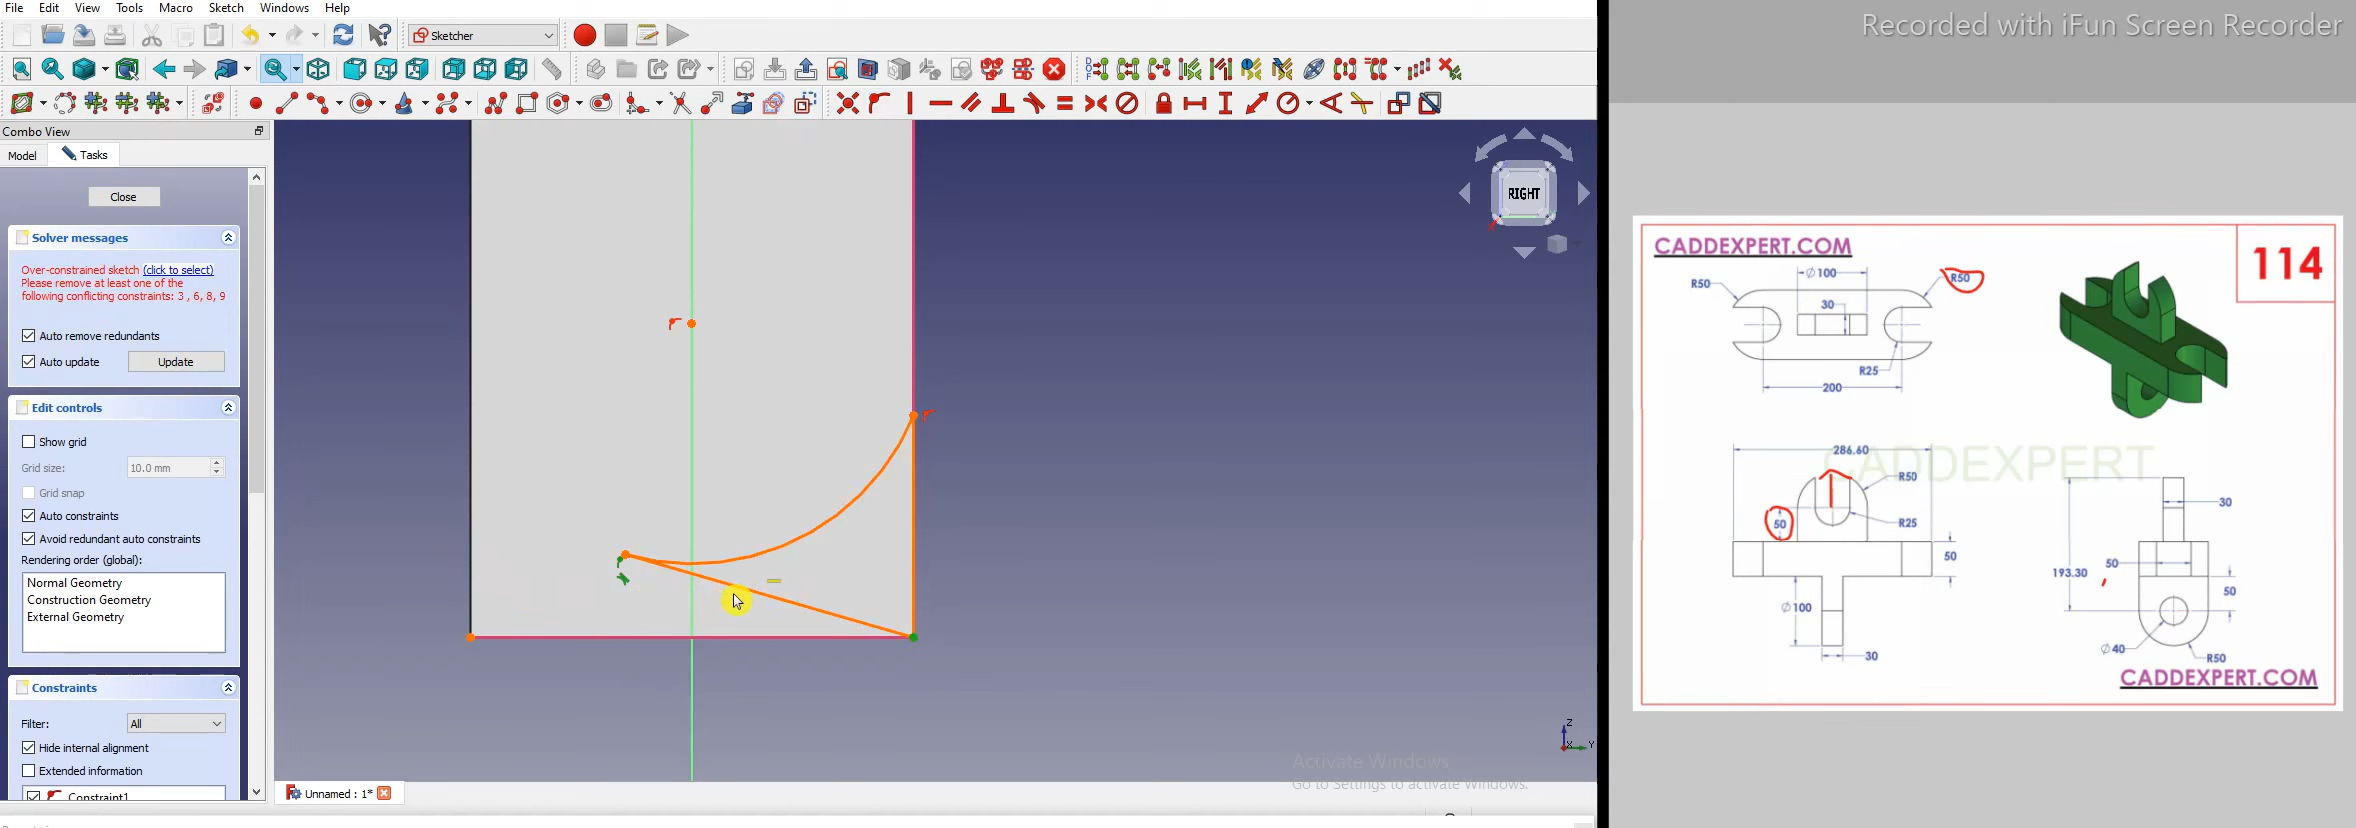 File Edit View Tools Macro Sketch Windows Help
Recorded with iFun Screen Recorder
Sketcher
Combo View
Model Tasks
Close
Solver messages
Over-constrained sketch (click to select)
Please remove at least one of the
following conflicting constraints: 3 , 6, 8, 9
Auto remove redundants
Auto update Update
Edit controls
Show grid
Grid size: 10.0 mm
Grid snap
Auto constraints
Avoid redundant auto constraints
Rendering order (global):
Normal Geometry
Construction Geometry
External Geometry
Constraints
Filter: All
Hide internal alignment
Extended information
Constraint1
RIGHT
Z
X
Y
Activate Windows
Go to Settings to activate Windows.
Unnamed : 1*
CADDEXPERT.COM
114
∅100
R50
R50
30
R25
200
286.60
CADDEXPERT
R50
50
R25
50
∅100
30
30
50
193.30
50
∅40
R50
CADDEXPERT.COM